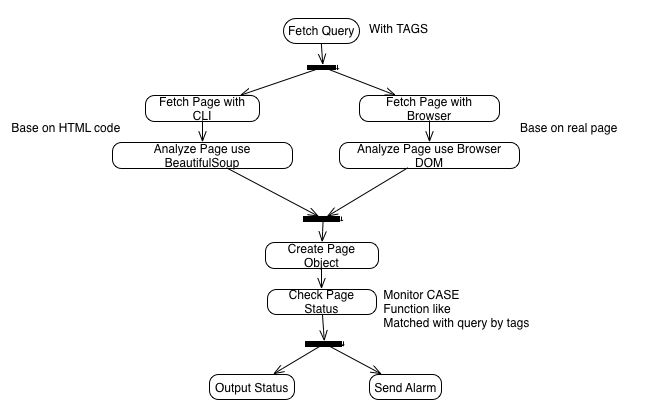 Fetch Query
With TAGS
Fetch Page with
CLI
Fetch Page with
Browser
Base on HTML code
Base on real page
Analyze Page use
BeautifulSoup
Analyze Page use Browser
DOM
Create Page
Object
Check Page
Status
Monitor CASE
Function like
Matched with query by tags
Output Status
Send Alarm